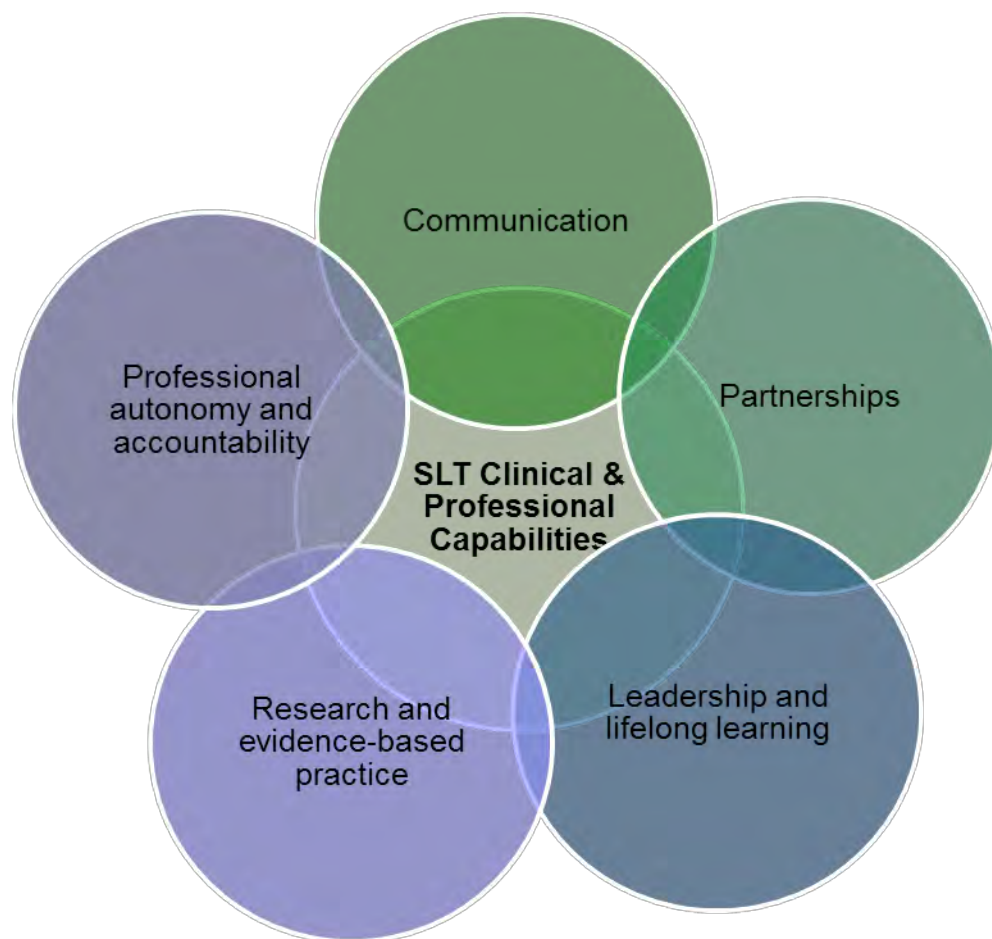 Communication
Partnerships
Professional
autonomy and
accountability
SLT Clinical &
Professional
Capabilities
Leadership and
lifelong learning
Research and
evidence-based
practice